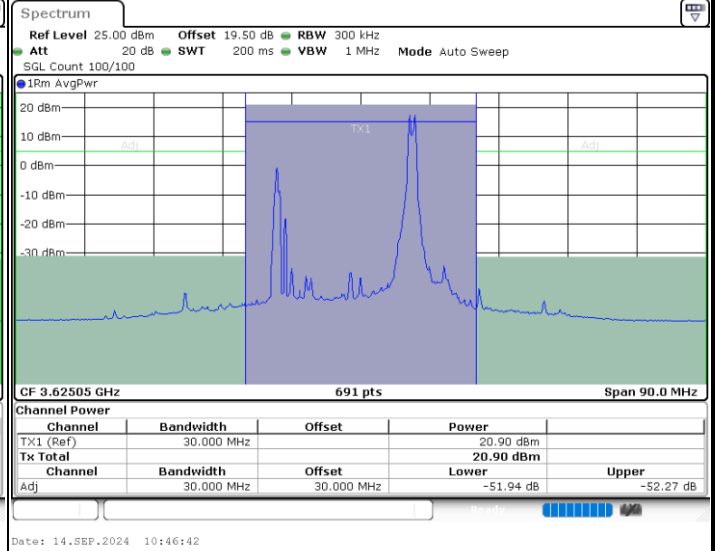 Spectrum
Ref Level 25.00 dBm Offset 19.50 dB RBW 300 kHz
Att 20 dB SWT 200 ms VBW 1 MHz Mode Auto Sweep
SGL Count 100/100
1Rm AvgPwr
20 dBm
TX1
10 dBm
Adj Adj
0 dBm
-10 dBm
-20 dBm
-30 dBm
CF 3.62505 GHz 691 pts Span 90.0 MHz
Channel Power
Channel Bandwidth Offset Power
TX1 (Ref) 30.000 MHz 20.90 dBm
Tx Total 20.90 dBm
Channel Bandwidth Offset Lower Upper
Adj 30.000 MHz 30.000 MHz -51.94 dB -52.27 dB
Ready
Date: 14.SEP.2024 10:46:42